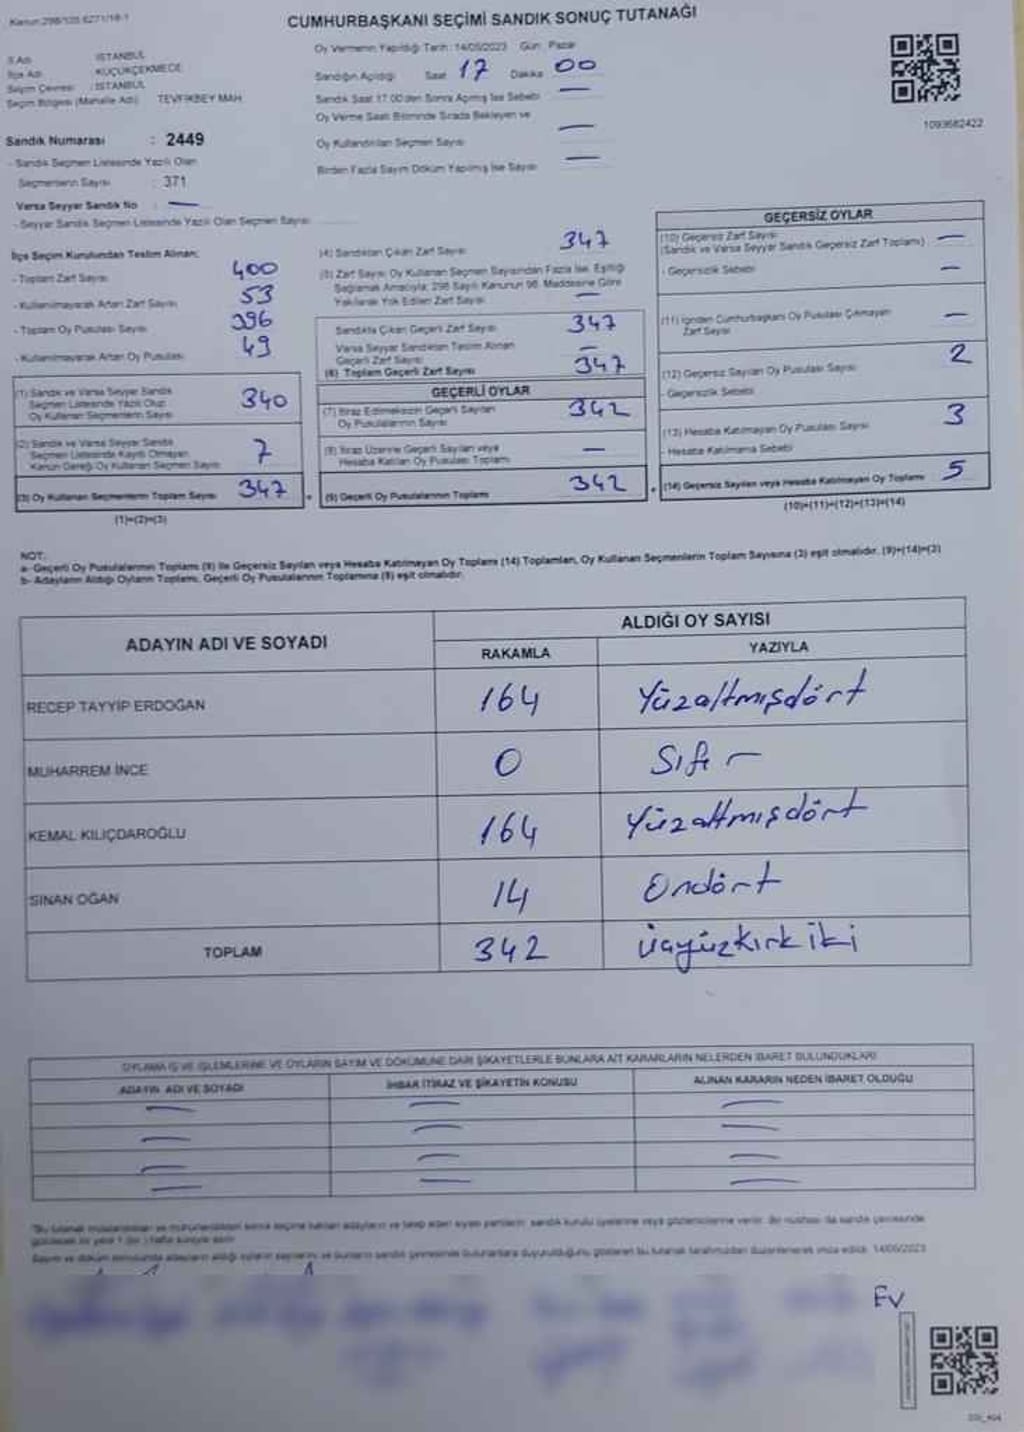 CUMHURBAŞKANI SEÇİMİ SANDIK SONUÇ TUTANAĞI
İl Adı : İSTANBUL
İlçe Adı : KÜÇÜKÇEKMECE
Seçim Çevresi : İSTANBUL
Seçim Bölgesi (Mahalle Adı) TEVFİKBEY MAH.
Sandık Numarası : 2449
- Sandık Seçmen Listesinde Yazılı Olan
Seçmenlerin Sayısı : 371
Varsa Seyyar Sandık No : —
- Seyyar Sandık Seçmen Listesinde Yazılı Olan Seçmen Sayısı
Oy Vermenin Yapıldığı Tarih: 14/05/2023 Gün: Pazar
Sandığın Açıldığı Saat 17 Dakika 00
Sandık Saat 17.00'den Sonra Açılmış İse Sebebi —
Oy Verme Saati Bitiminde Sırada Bekleyen ve
Oy Kullandırılan Seçmen Sayısı —
Birden Fazla Sayım Döküm Yapılmış İse Sayısı —
1093682422
İlçe Seçim Kurulundan Teslim Alınan;
- Toplam Zarf Sayısı 400
- Kullanılmayarak Artan Zarf Sayısı 53
- Toplam Oy Pusulası Sayısı 396
- Kullanılmayarak Artan Oy Pusulası 49
(1) Sandık ve Varsa Seyyar Sandık
Seçmen Listesinde Yazılı Olup
Oy Kullanan Seçmenlerin Sayısı 340
(2) Sandık ve Varsa Seyyar Sandık
Seçmen Listesinde Kayıtlı Olmayan
Kanun Gereği Oy Kullanan Seçmen Sayısı 7
(3) Oy Kullanan Seçmenlerin Toplam Sayısı 347
(1)+(2)=(3)
(4) Sandıktan Çıkan Zarf Sayısı 347
(5) Zarf Sayısı Oy Kullanan Seçmen Sayısından Fazla İse, Eşitliği
Sağlamak Amacıyla, 298 Sayılı Kanunun 98. Maddesine Göre
Yakılarak Yok Edilen Zarf Sayısı —
Sandıkta Çıkan Geçerli Zarf Sayısı 347
Varsa Seyyar Sandıktan Teslim Alınan
Geçerli Zarf Sayısı —
(6) Toplam Geçerli Zarf Sayısı 347
GEÇERLİ OYLAR
(7) İtiraz Edilmeksizin Geçerli Sayılan
Oy Pusulalarının Sayısı 342
(8) İtiraz Üzerine Geçerli Sayılan veya
Hesaba Katılan Oy Pusulası Toplamı —
(9) Geçerli Oy Pusulalarının Toplamı 342
GEÇERSİZ OYLAR
(10) Geçersiz Zarf Sayısı —
(Sandık ve Varsa Seyyar Sandık Geçersiz Zarf Toplamı)
- Geçersizlik Sebebi —
(11) İçinden Cumhurbaşkanı Oy Pusulası Çıkmayan
Zarf Sayısı —
(12) Geçersiz Sayılan Oy Pusulası Sayısı 2
- Geçersizlik Sebebi
(13) Hesaba Katılmayan Oy Pusulası Sayısı 3
- Hesaba Katılmama Sebebi
(14) Geçersiz Sayılan veya Hesaba Katılmayan Oy Toplamı 5
(10)+(11)+(12)+(13)=(14)
NOT:
a- Geçerli Oy Pusulalarının Toplamı (9) ile Geçersiz Sayılan veya Hesaba Katılmayan Oy Toplamı (14) Toplamları, Oy Kullanan Seçmenlerin Toplam Sayısına (3) eşit olmalıdır. (9)+(14)=(3)
b- Adayların Aldığı Oyların Toplamı, Geçerli Oy Pusulalarının Toplamına (9) eşit olmalıdır.
ADAYIN ADI VE SOYADI
ALDIĞI OY SAYISI
RAKAMLA YAZIYLA
RECEP TAYYİP ERDOĞAN 164 Yüzaltmışdört
MUHARREM İNCE 0 Sıfır
KEMAL KILIÇDAROĞLU 164 Yüzaltmışdört
SİNAN OĞAN 14 Ondört
TOPLAM 342 Üçyüzkırkiki
OYLAMA İŞ VE İŞLEMLERİNE VE OYLARIN SAYIM VE DÖKÜMÜNE DAİR ŞİKAYETLERLE BUNLARA AİT KARARLARIN NELERDEN İBARET BULUNDUKLARI
ADAYIN ADI VE SOYADI İHBAR İTİRAZ VE ŞİKAYETİN KONUSU ALINAN KARARIN NEDEN İBARET OLDUĞU
— — —
— — —
— — —
— — —
14/05/2023
EV